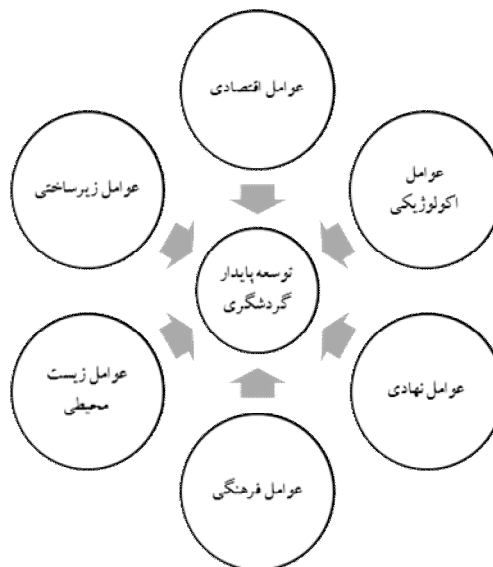 عوامل اقتصادی
عوامل
اکولوژیکی
عوامل زیرساختی
توسعه پایدار
گردشگری
عوامل نهادی
عوامل زیست
محیطی
عوامل فرهنگی